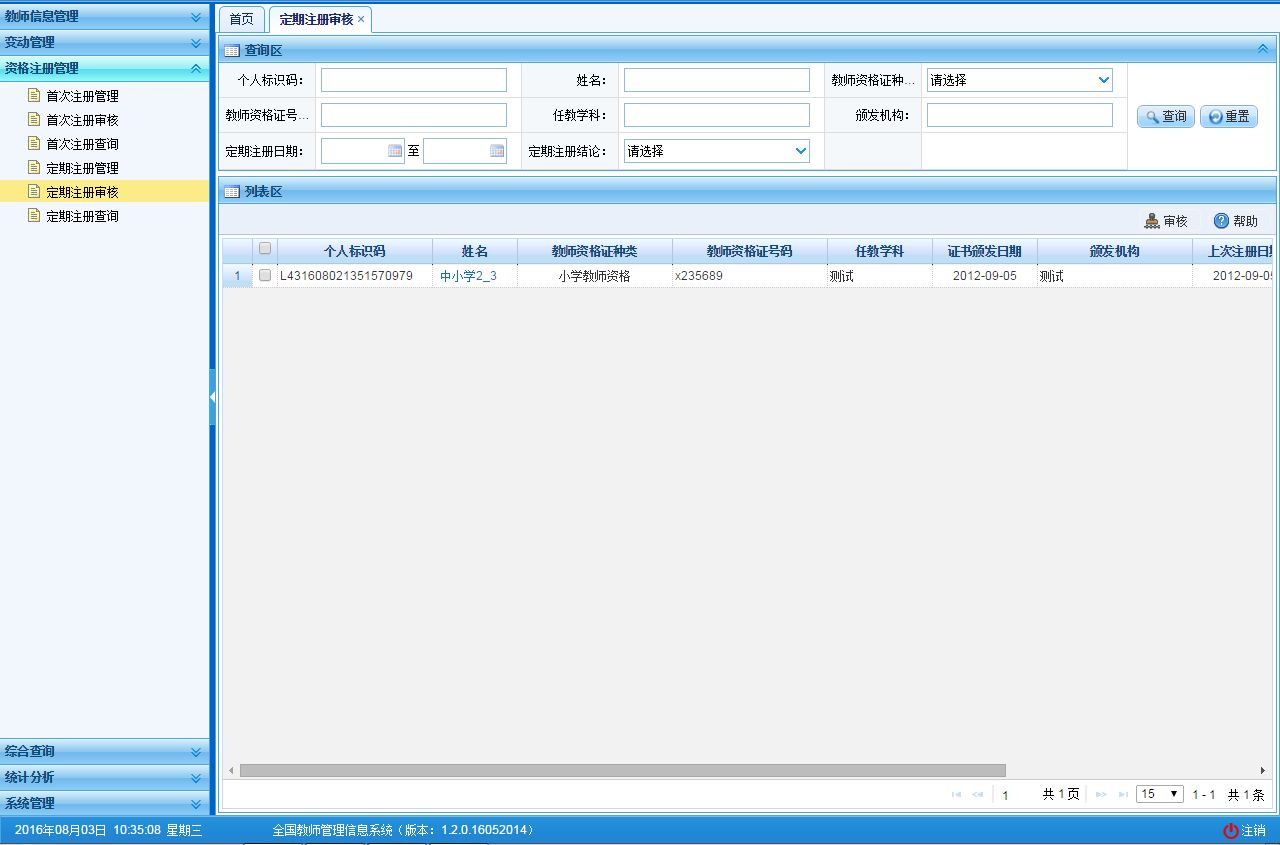 教师信息管理
变动管理
资格注册管理
首次注册管理
首次注册审核
首次注册查询
定期注册管理
定期注册审核
定期注册查询
综合查询
统计分析
系统管理
首页 定期注册审核 ×
查询区
个人标识码： 姓名： 教师资格证种... 请选择
教师资格证号... 任教学科： 颁发机构： 查询 重置
定期注册日期： 至 定期注册结论： 请选择
列表区
审核 帮助
个人标识码 姓名 教师资格证种类 教师资格证号码 任教学科 证书颁发日期 颁发机构 上次注册日期
1 L431608021351570979 中小学2_3 小学教师资格 x235689 测试 2012-09-05 测试 2012-09-05
1 共 1 页 15 1 - 1 共 1 条
2016年08月03日 10:35:08 星期三 全国教师管理信息系统（版本：1.2.0.16052014） 注销